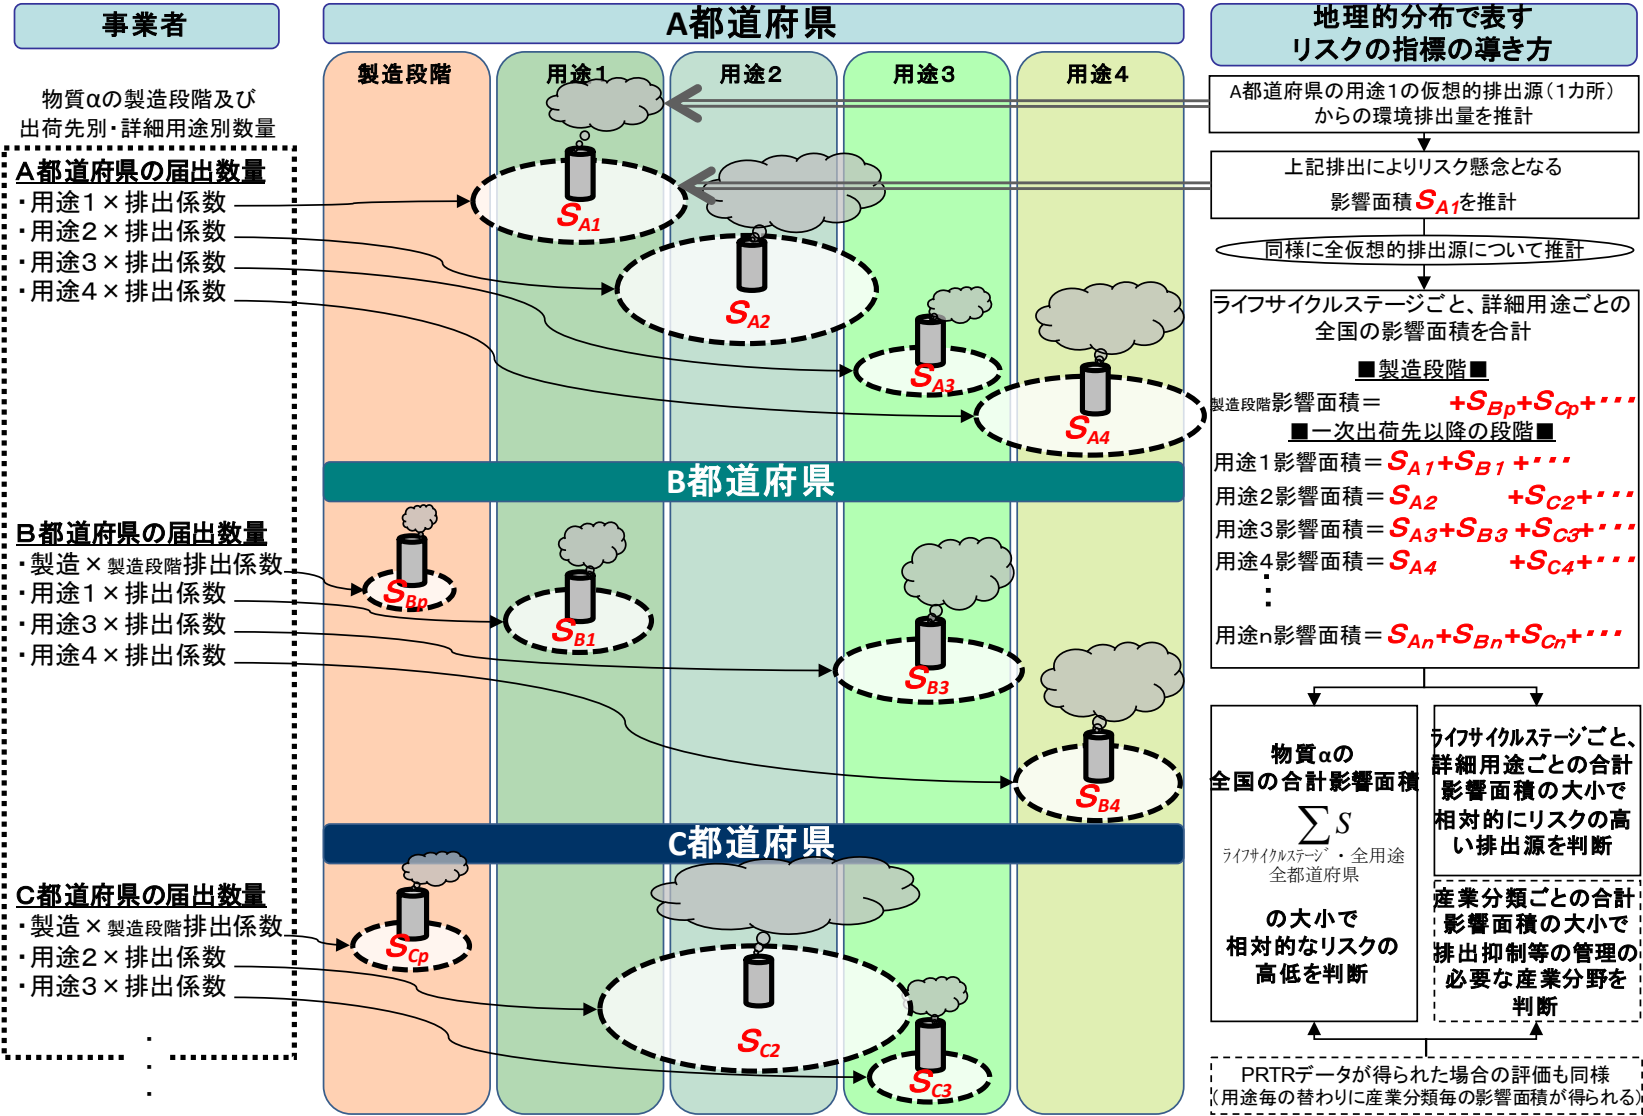 事業者
物質αの製造段階及び
出荷先別・詳細用途別数量
A都道府県の届出数量
・用途1×排出係数
・用途2×排出係数
・用途3×排出係数
・用途4×排出係数
B都道府県の届出数量
・製造×製造段階排出係数
・用途1×排出係数
・用途3×排出係数
・用途4×排出係数
C都道府県の届出数量
・製造×製造段階排出係数
・用途2×排出係数
・用途3×排出係数
・
・
・
A都道府県
製造段階
用途1
用途2
用途3
用途4
SA1
SA2
SA3
SA4
B都道府県
SBp
SB1
SB3
SB4
C都道府県
SCp
SC2
SC3
地理的分布で表す
リスクの指標の導き方
A都道府県の用途1の仮想的排出源(1カ所)
からの環境排出量を推計
上記排出によりリスク懸念となる
影響面積SA1を推計
同様に全仮想的排出源について推計
ライフサイクルステージごと、詳細用途ごとの
全国の影響面積を合計
■製造段階■
製造段階影響面積= +SBp+SCp+・・・
■一次出荷先以降の段階■
用途1影響面積=SA1+SB1+・・・
用途2影響面積=SA2 +SC2+・・・
用途3影響面積=SA3+SB3+SC3+・・・
用途4影響面積=SA4 +SC4+・・・
・
・
・
用途n影響面積=SAn+SBn+SCn+・・・
物質αの
全国の合計影響面積
∑S
ライフサイクルステージ・全用途
全都道府県
の大小で
相対的なリスクの
高低を判断
ライフサイクルステージごと、
詳細用途ごとの合計
影響面積の大小で
相対的にリスクの高
い排出源を判断
産業分類ごとの合計
影響面積の大小で
排出抑制等の管理の
必要な産業分野を
判断
PRTRデータが得られた場合の評価も同様
(用途毎の替わりに産業分類毎の影響面積が得られる)